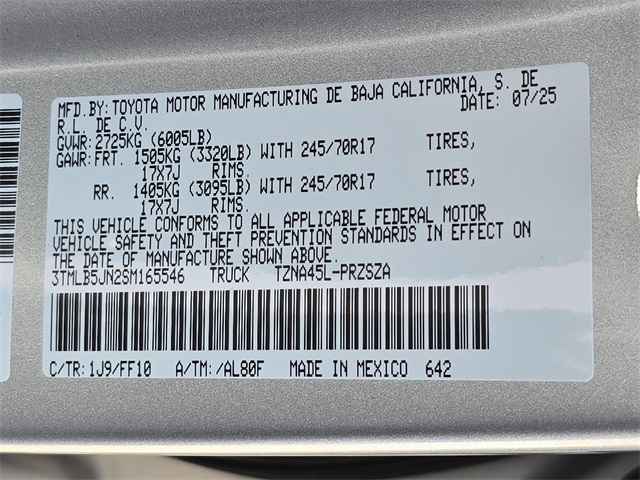 MFD.BY:TOYOTA MOTOR MANUFACTURING DE BAJA CALIFORNIA, S. DE
R.L. DE C.V. DATE: 07/25
GVWR:2725KG (6005LB)
GAWR:FRT. 1505KG (3320LB) WITH 245/70R17 TIRES,
17X7J RIMS.
RR. 1405KG (3095LB) WITH 245/70R17 TIRES,
17X7J RIMS.
THIS VEHICLE CONFORMS TO ALL APPLICABLE FEDERAL MOTOR
VEHICLE SAFETY AND THEFT PREVENTION STANDARDS IN EFFECT ON
THE DATE OF MANUFACTURE SHOWN ABOVE.
3TMLB5JN2SM165546 TRUCK TZNA45L-PRZSZA
C/TR:1J9/FF10 A/TM:/AL80F MADE IN MEXICO 642